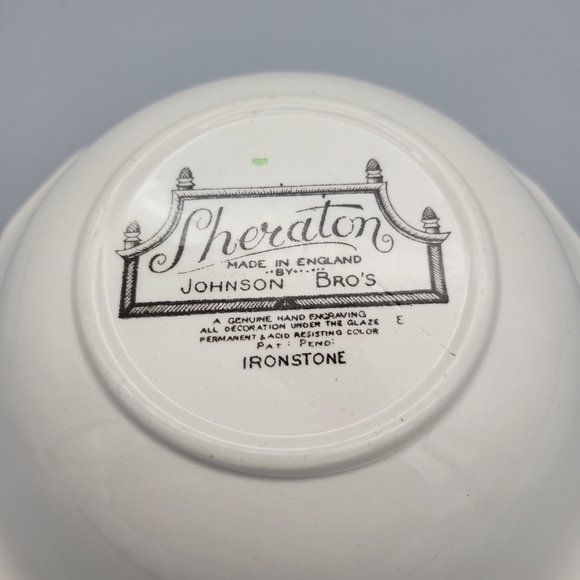 Sheraton
MADE IN ENGLAND
··BY·····
JOHNSON BRO'S
A GENUINE HAND ENGRAVING
ALL DECORATION UNDER THE GLAZE E
PERMANENT & ACID RESISTING COLOR
PAT: PEND:
IRONSTONE